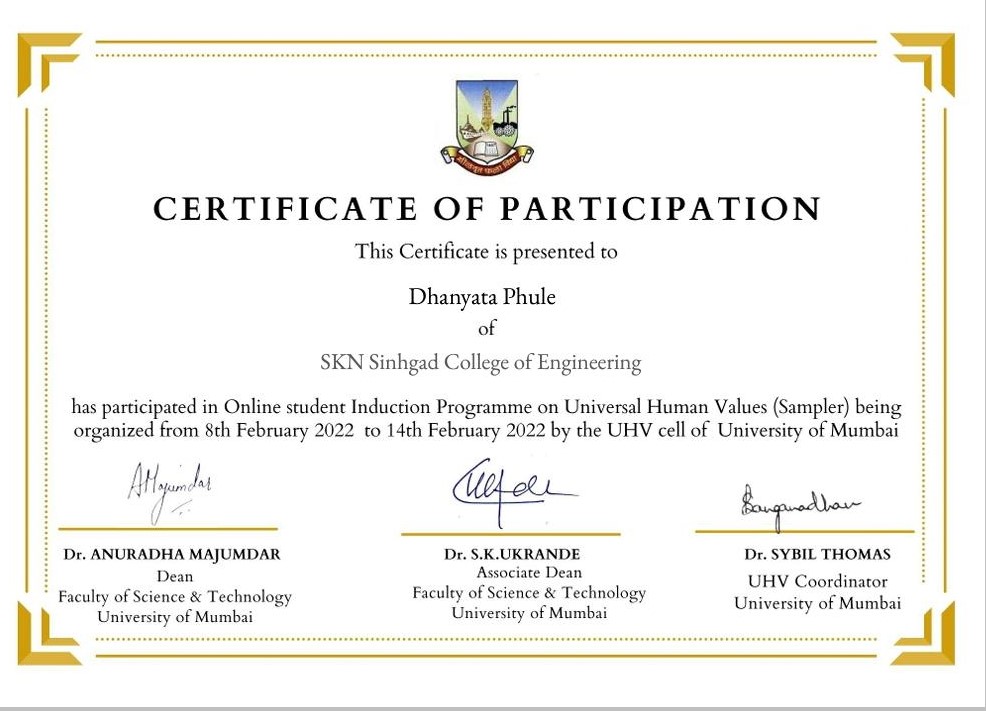 CERTIFICATE OF PARTICIPATION
This Certificate is presented to
Dhanyata Phule
of
SKN Sinhgad College of Engineering
has participated in Online student Induction Programme on Universal Human Values (Sampler) being
organized from 8th February 2022 to 14th February 2022 by the UHV cell of University of Mumbai
AMajumdar
Dr. ANURADHA MAJUMDAR
Dean
Faculty of Science & Technology
University of Mumbai
Dr. S.K.UKRANDE
Associate Dean
Faculty of Science & Technology
University of Mumbai
Dr. SYBIL THOMAS
UHV Coordinator
University of Mumbai